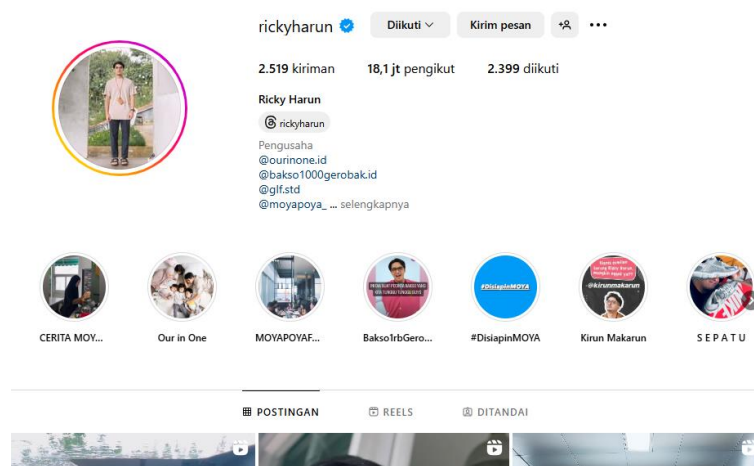 rickyharun
Diikuti
Kirim pesan
2.519 kiriman
18,1 jt pengikut
2.399 diikuti
Ricky Harun
rickyharun
Pengusaha
@ourinone.id
@bakso1000gerobak.id
@glf.std
@moyapoya_ ... selengkapnya
#DisiapinMOYA
-@kirunmakarun
CERITA MOY...
Our in One
MOYAPOYAF...
Bakso1rbGero...
#DisiapinMOYA
Kirun Makarun
S E P A T U
POSTINGAN
REELS
DITANDAI